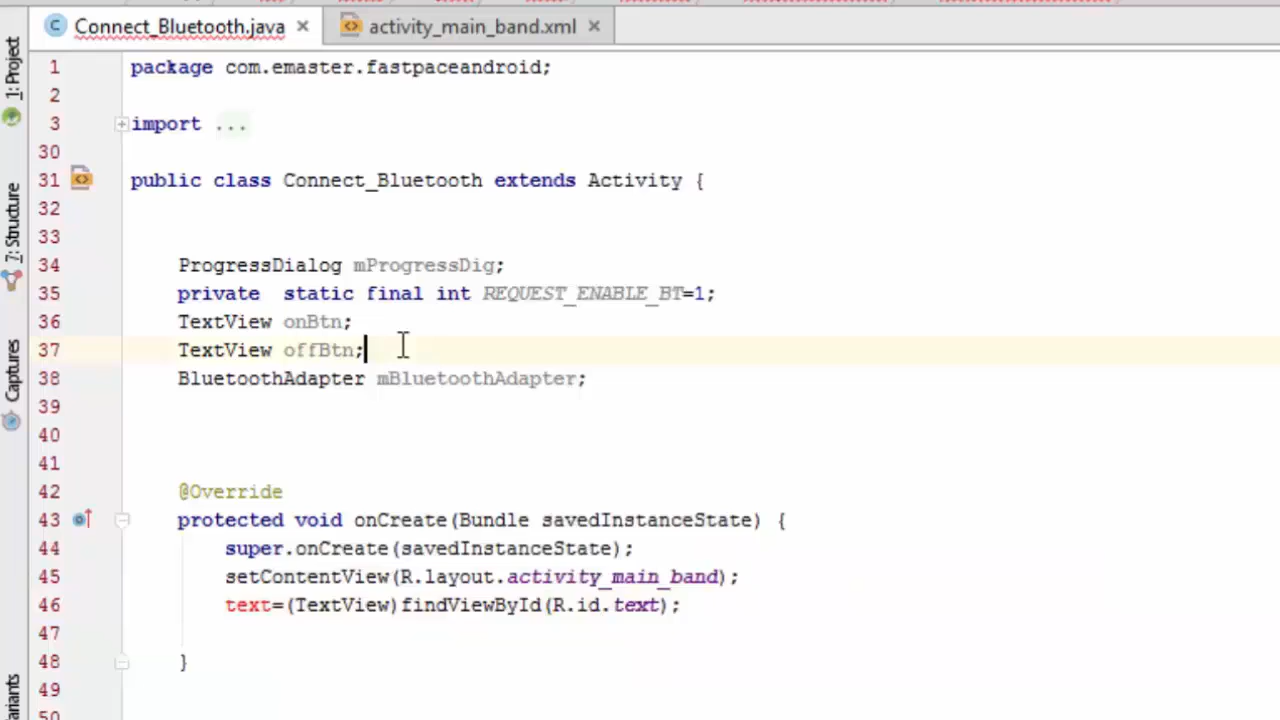 Connect_Bluetooth.java
activity_main_band.xml
1: Project
7: Structure
Captures
1 package com.emaster.fastpaceandroid;
2
3 import ...
30
31 public class Connect_Bluetooth extends Activity {
32
33
34 ProgressDialog mProgressDig;
35 private static final int REQUEST_ENABLE_BT=1;
36 TextView onBtn;
37 TextView offBtn;
38 BluetoothAdapter mBluetoothAdapter;
39
40
41
42 @Override
43 protected void onCreate(Bundle savedInstanceState) {
44 super.onCreate(savedInstanceState);
45 setContentView(R.layout.activity_main_band);
46 text=(TextView)findViewById(R.id.text);
47
48 }
49
50